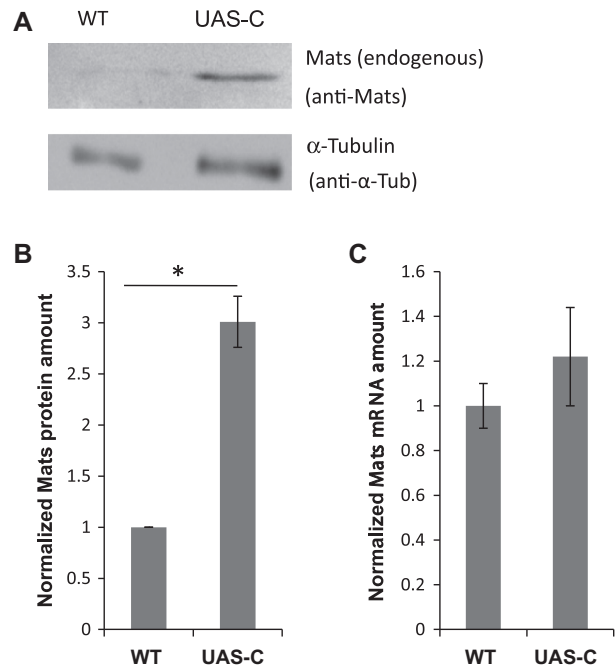 A
WT UAS-C
Mats (endogenous)
(anti-Mats)
α-Tubulin
(anti-α-Tub)
B
Normalized Mats protein amount
3.5
3
2.5
2
1.5
1
0.5
0
*
WT UAS-C
C
Normalized Mats mRNA amount
1.6
1.4
1.2
1
0.8
0.6
0.4
0.2
0
WT UAS-C